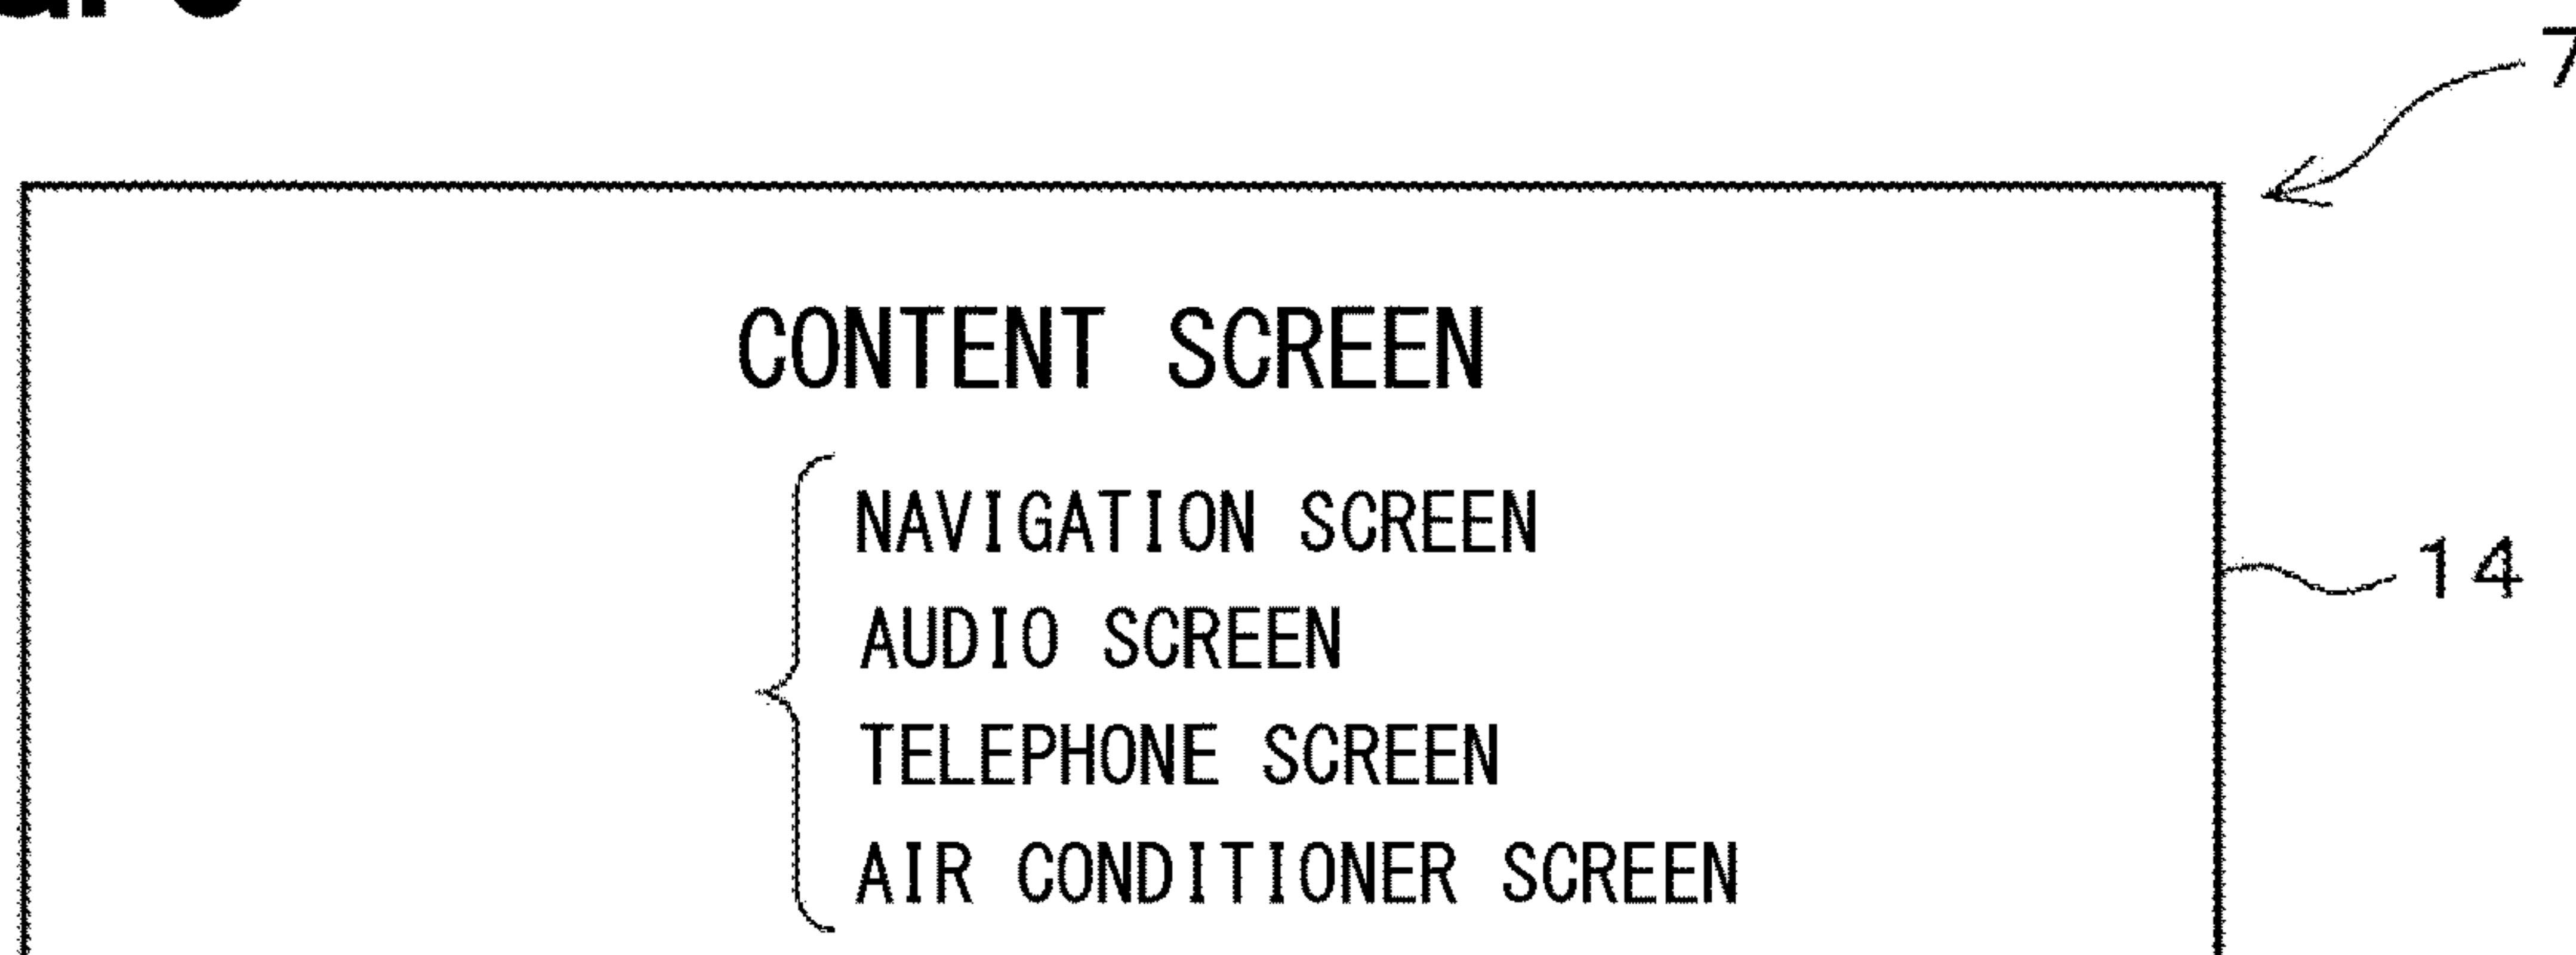 7
CONTENT SCREEN
NAVIGATION SCREEN
14
AUDIO SCREEN
TELEPHONE SCREEN
AIR CONDITIONER SCREEN